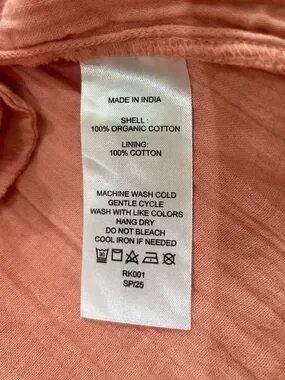 MADE IN INDIA
SHELL :
100% ORGANIC COTTON
LINING:
100% COTTON
MACHINE WASH COLD
GENTLE CYCLE
WASH WITH LIKE COLORS
HANG DRY
DO NOT BLEACH
COOL IRON IF NEEDED
RK001
SP/25